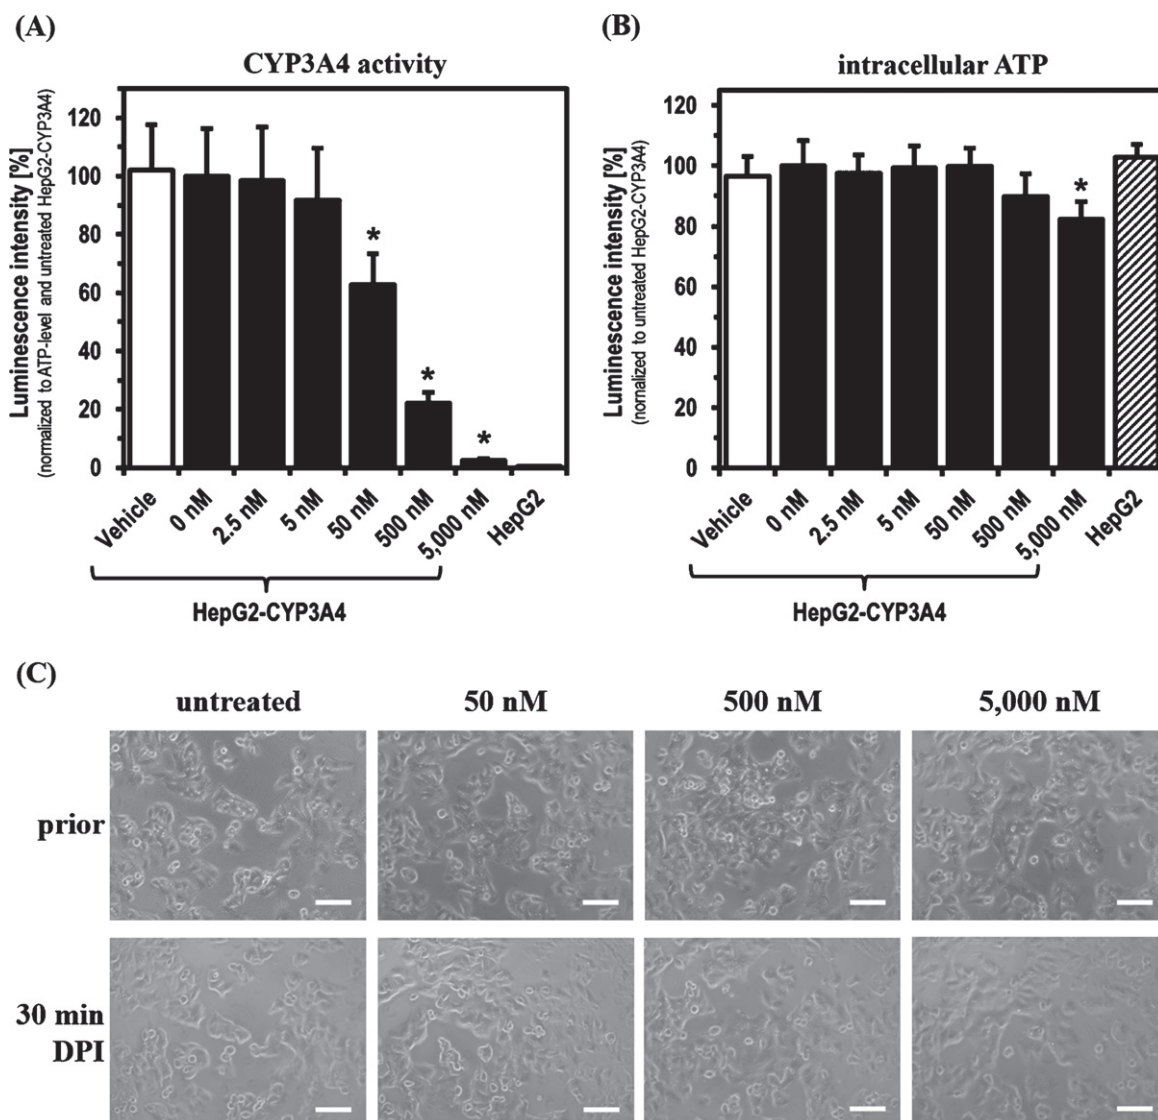 (A)
CYP3A4 activity
Luminescence intensity [%]
(normalized to ATP-level and untreated HepG2-CYP3A4)
120
100
80
60
40
20
0
*
*
*
Vehicle
0 nM
2.5 nM
5 nM
50 nM
500 nM
5,000 nM
HepG2
HepG2-CYP3A4
(B)
intracellular ATP
Luminescence intensity [%]
(normalized to untreated HepG2-CYP3A4)
120
100
80
60
40
20
0
*
Vehicle
0 nM
2.5 nM
5 nM
50 nM
500 nM
5,000 nM
HepG2
HepG2-CYP3A4
(C)
untreated
50 nM
500 nM
5,000 nM
prior
30 min
DPI